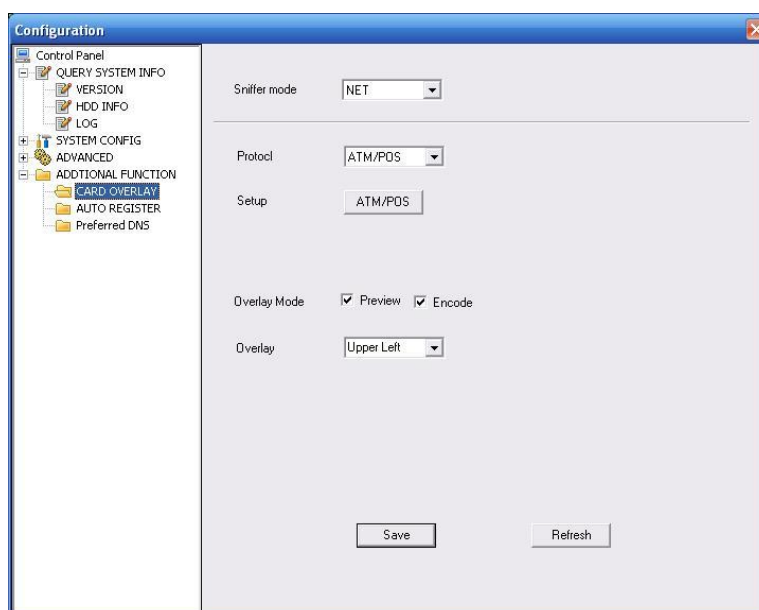 Configuration
Control Panel
QUERY SYSTEM INFO
VERSION
HDD INFO
LOG
SYSTEM CONFIG
ADVANCED
ADDTIONAL FUNCTION
CARD OVERLAY
AUTO REGISTER
Preferred DNS
Sniffer mode NET
Protocl ATM/POS
Setup ATM/POS
Overlay Mode Preview Encode
Overlay Upper Left
Save Refresh